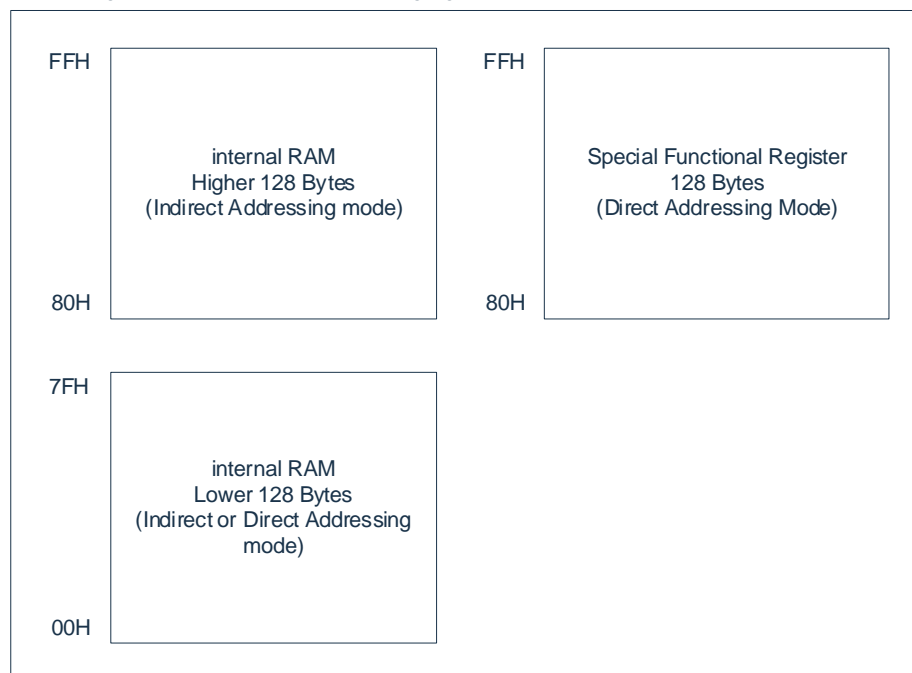 FFH
internal RAM
Higher 128 Bytes
(Indirect Addressing mode)
80H
FFH
Special Functional Register
128 Bytes
(Direct Addressing Mode)
80H
7FH
internal RAM
Lower 128 Bytes
(Indirect or Direct Addressing
mode)
00H